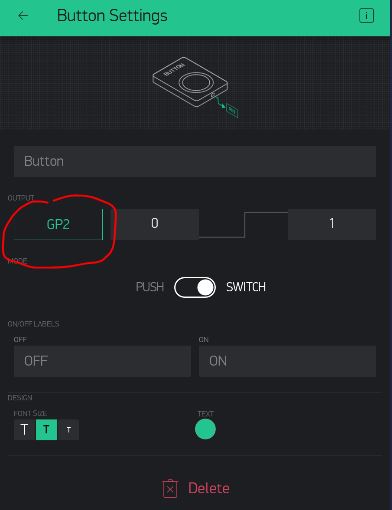 ← Button Settings i
BUTTON
Button
OUTPUT
GP2 0 1
MODE
PUSH SWITCH
ON/OFF LABELS
OFF ON
OFF ON
DESIGN
FONT SIZE TEXT
T T T
Delete